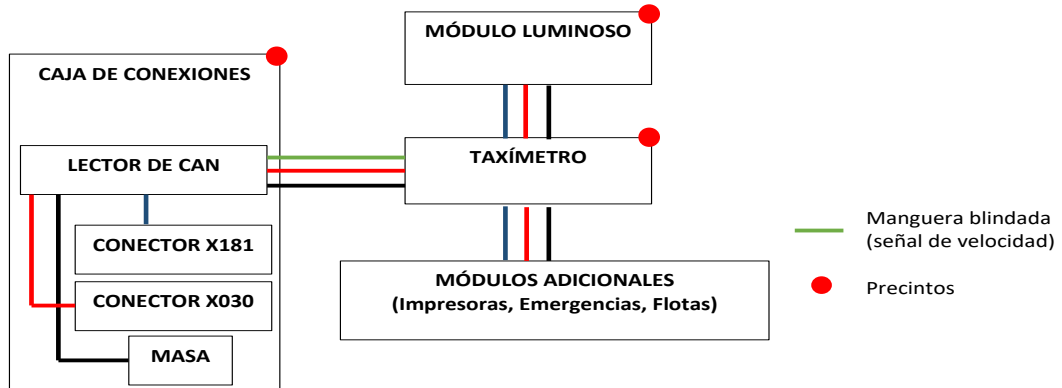 MÓDULO LUMINOSO
CAJA DE CONEXIONES
LECTOR DE CAN
TAXÍMETRO
CONECTOR X181
CONECTOR X030
MASA
MÓDULOS ADICIONALES
(Impresoras, Emergencias, Flotas)
Manguera blindada
(señal de velocidad)
Precintos